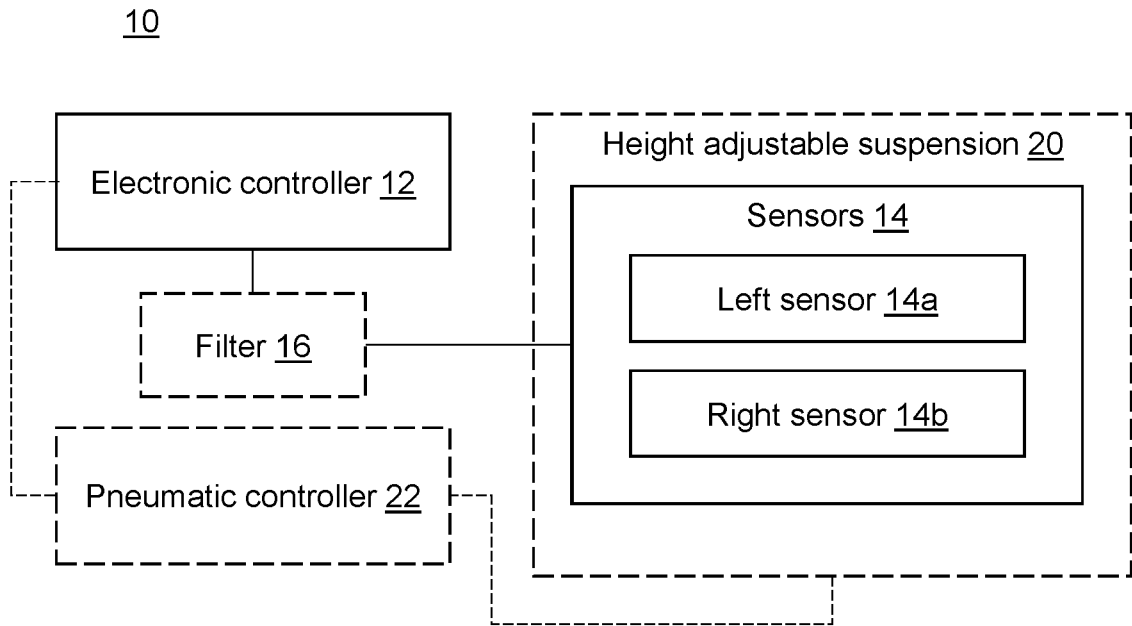 10
Electronic controller 12
Height adjustable suspension 20
Sensors 14
Left sensor 14a
Filter 16
Right sensor 14b
Pneumatic controller 22